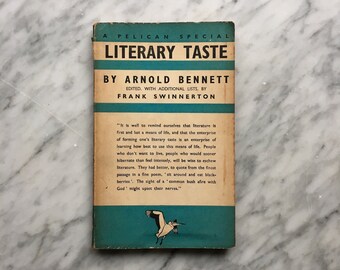 A PELICAN SPECIAL
LITERARY TASTE
BY ARNOLD BENNETT
EDITED, WITH ADDITIONAL LISTS, BY
FRANK SWINNERTON
"It is well to remind ourselves that literature is
first and last a means of life, and that the enterprise
of forming one's literary taste is an enterprise of
learning how best to use this means of life. People
who don't want to live, people who would sooner
hibernate than feel intensely, will be wise to eschew
literature. They had better, to quote from the finest
passage in a fine poem, 'sit around and eat black-
berries.' The sight of a 'common bush afire with
God' might upset their nerves."